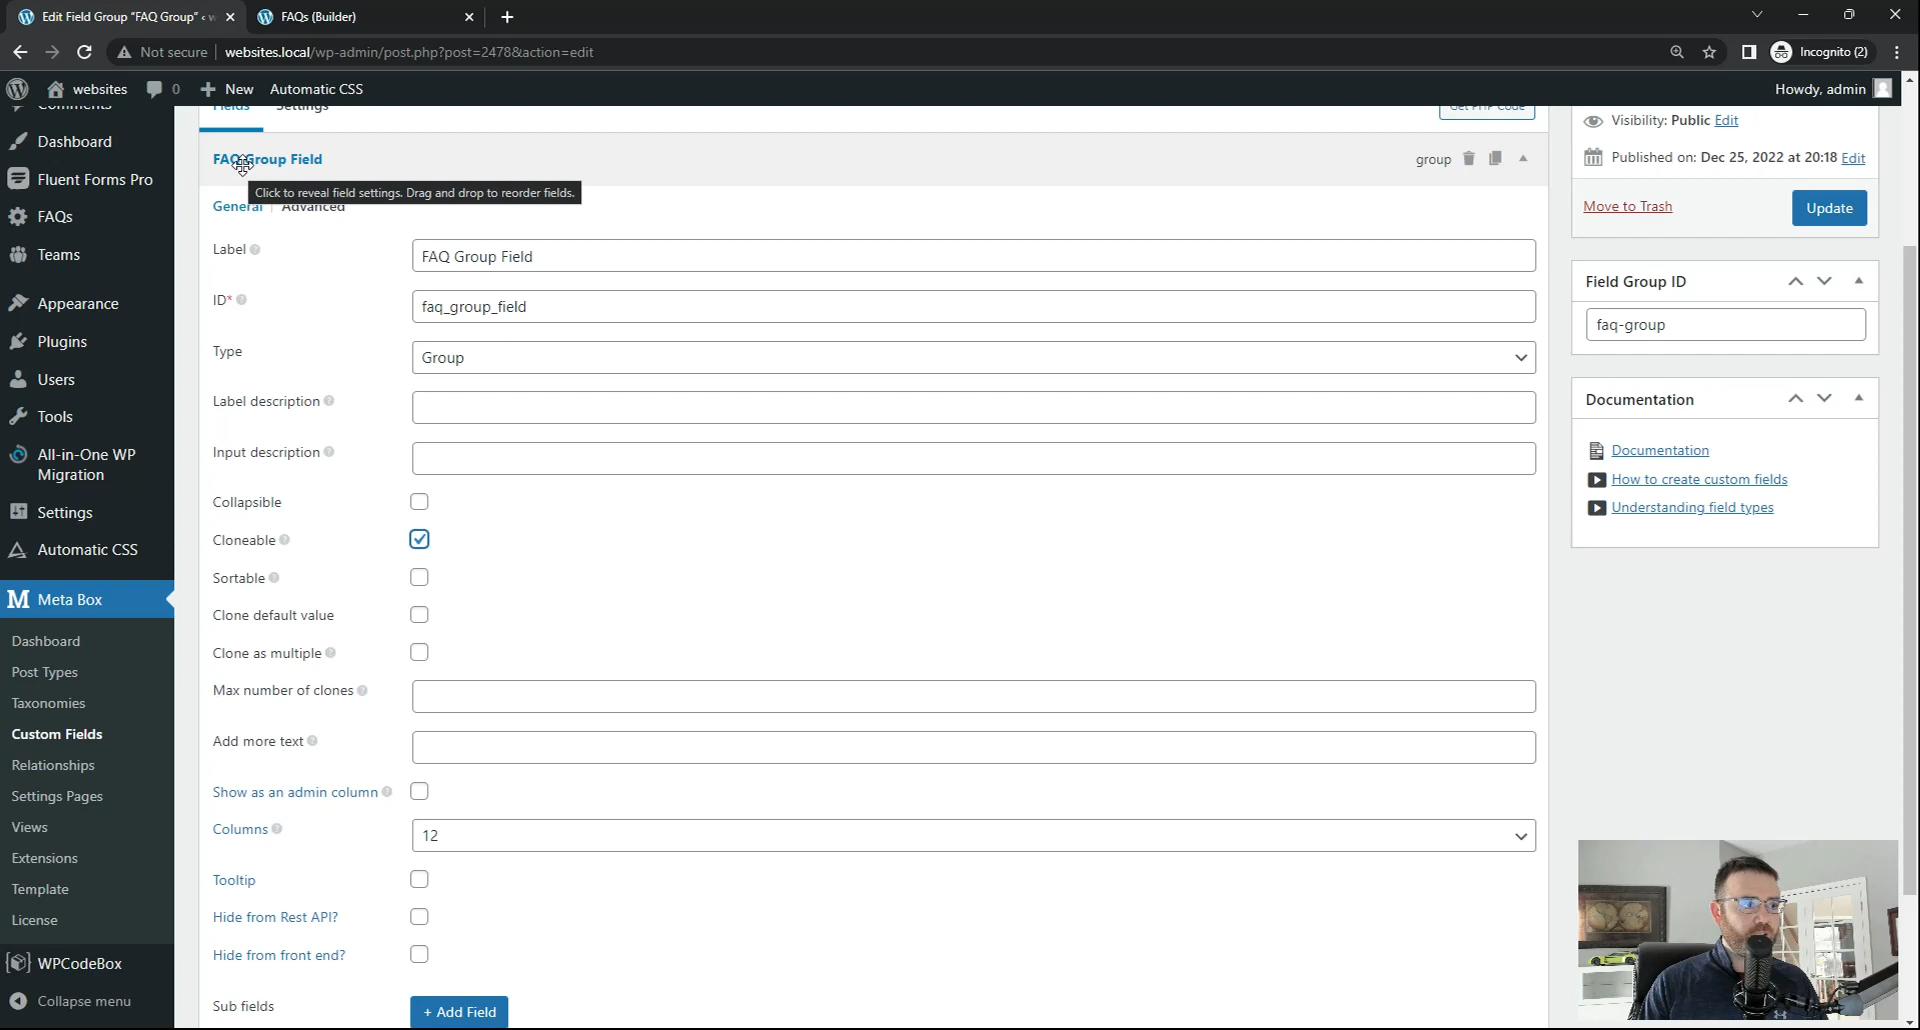 Edit Field Group "FAQ Group" ‹ w
FAQs (Builder)
Not secure
websites.local/wp-admin/post.php?post=2478&action=edit
Incognito (2)
websites
0
New
Automatic CSS
Howdy, admin
Comments
Dashboard
Fluent Forms Pro
FAQs
Teams
Appearance
Plugins
Users
Tools
All-in-One WP
Migration
Settings
Automatic CSS
Meta Box
Dashboard
Post Types
Taxonomies
Custom Fields
Relationships
Settings Pages
Views
Extensions
Template
License
WPCodeBox
Collapse menu
Fields
Settings
Get PHP Code
FAQ Group Field
group
Click to reveal field settings. Drag and drop to reorder fields.
General
Advanced
Label
FAQ Group Field
ID*
faq_group_field
Type
Group
Label description
Input description
Collapsible
Cloneable
Sortable
Clone default value
Clone as multiple
Max number of clones
Add more text
Show as an admin column
Columns
12
Tooltip
Hide from Rest API?
Hide from front end?
Sub fields
+ Add Field
Visibility: Public Edit
Published on: Dec 25, 2022 at 20:18 Edit
Move to Trash
Update
Field Group ID
faq-group
Documentation
Documentation
How to create custom fields
Understanding field types